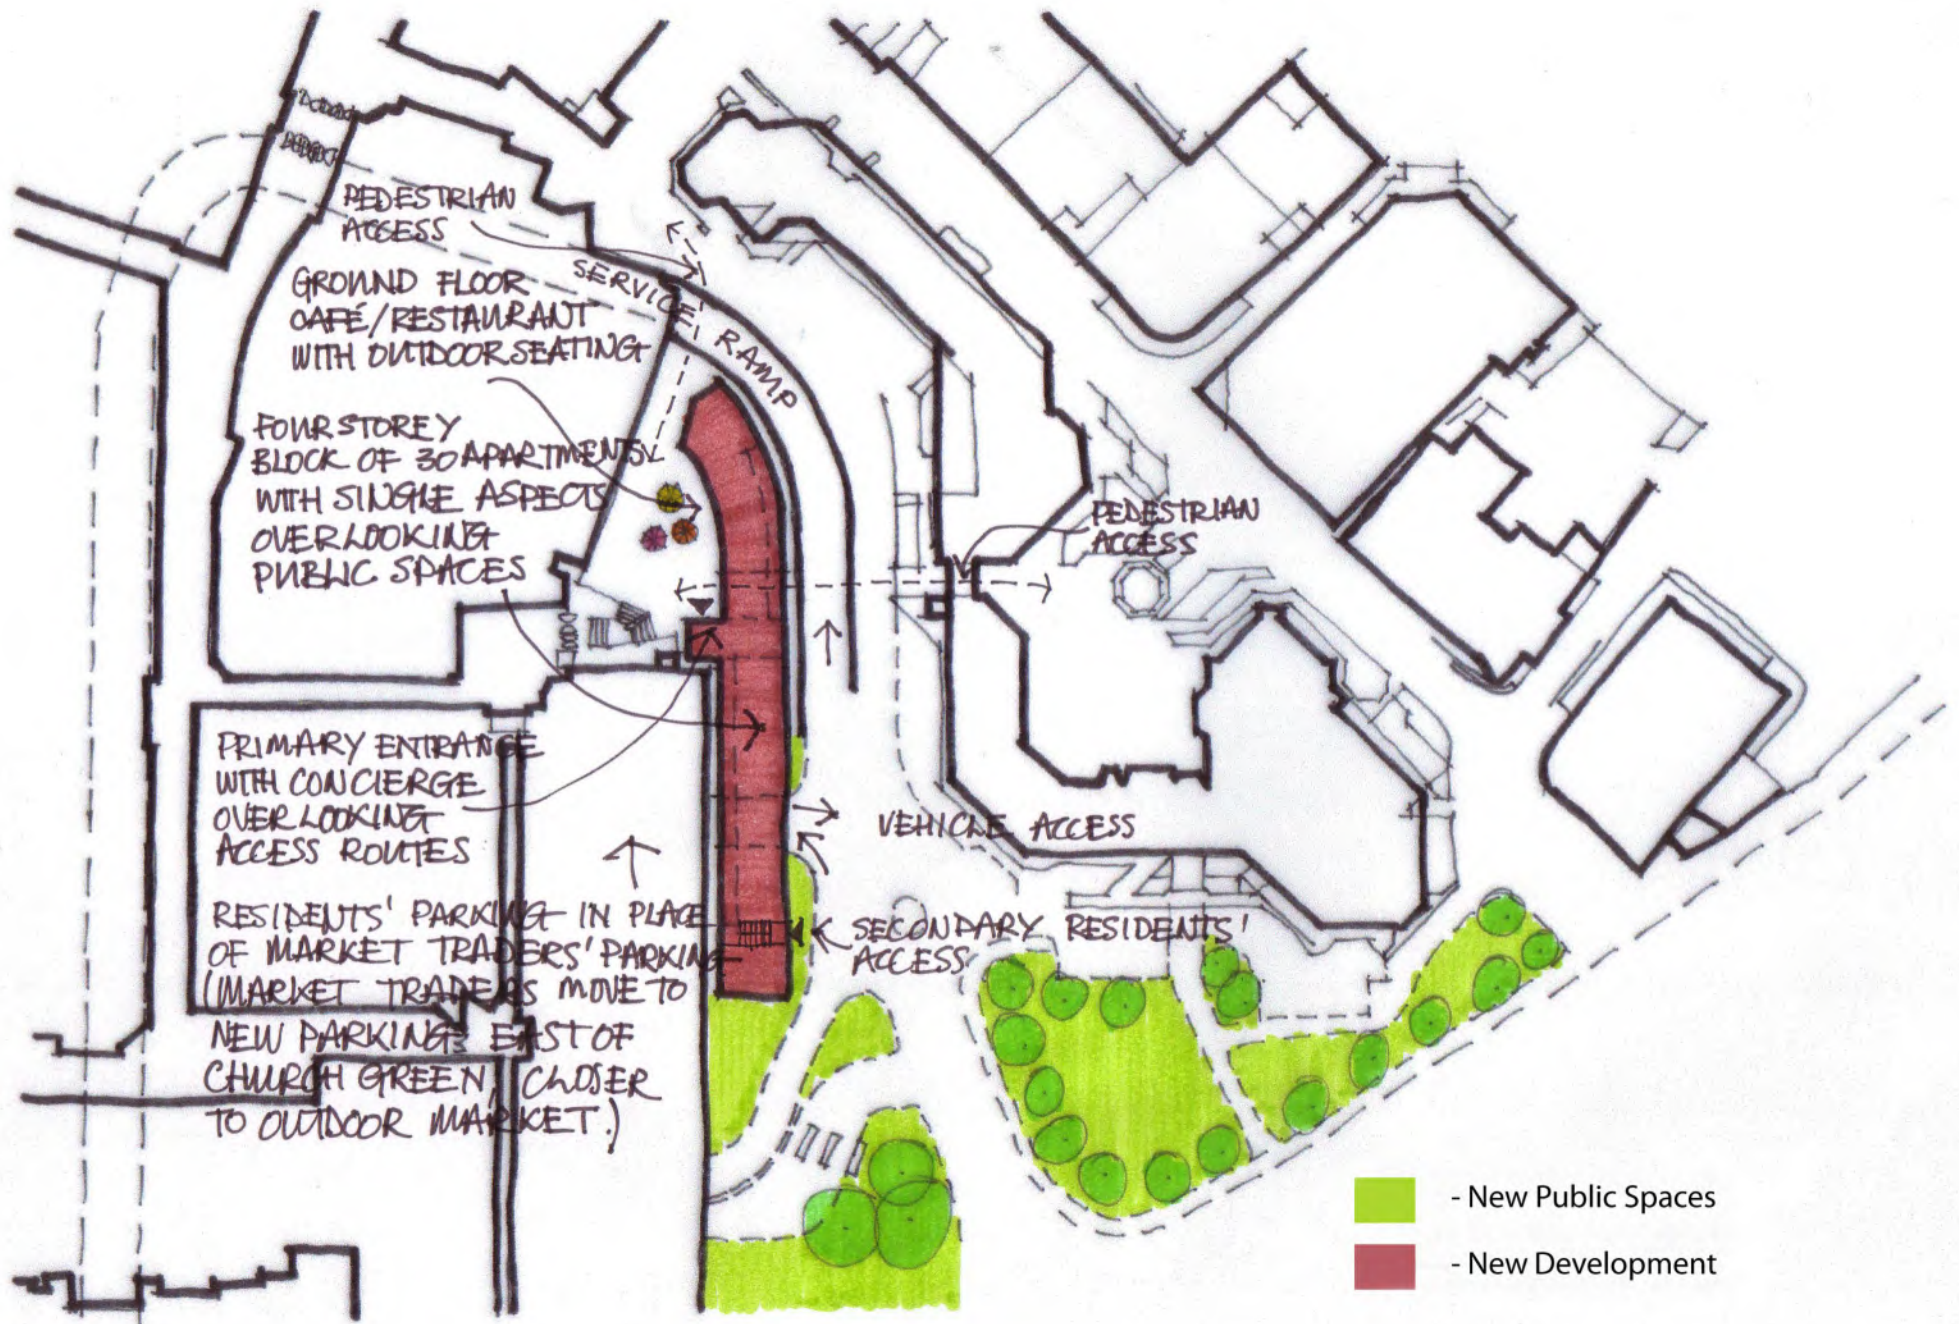 PEDESTRIAN
ACCESS
GROUND FLOOR
CAFÉ/RESTAURANT
WITH OUTDOOR SEATING
SERVICE RAMP
FOUR STOREY
BLOCK OF 30 APARTMENTS
WITH SINGLE ASPECTS
OVERLOOKING
PUBLIC SPACES
PEDESTRIAN
ACCESS
PRIMARY ENTRANCE
WITH CONCIERGE
OVERLOOKING
ACCESS ROUTES
VEHICLE ACCESS
RESIDENTS' PARKING IN PLACE
OF MARKET TRADERS' PARKING
(MARKET TRADERS MOVE TO
NEW PARKING EAST OF
CHURCH GREEN, CLOSER
TO OUTDOOR MARKET.)
SECONDARY RESIDENTS'
ACCESS
- New Public Spaces
- New Development